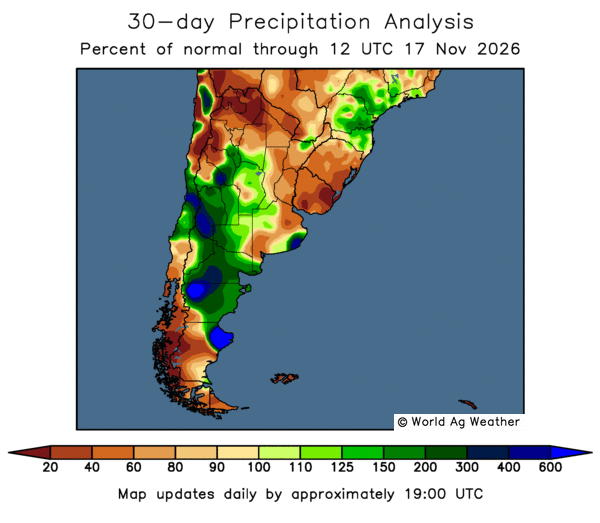 30-day Precipitation Analysis
Percent of normal through 12 UTC 17 Nov 2026
© World Ag Weather
20 40 60 80 90 100 110 125 150 200 300 400 600
Map updates daily by approximately 19:00 UTC